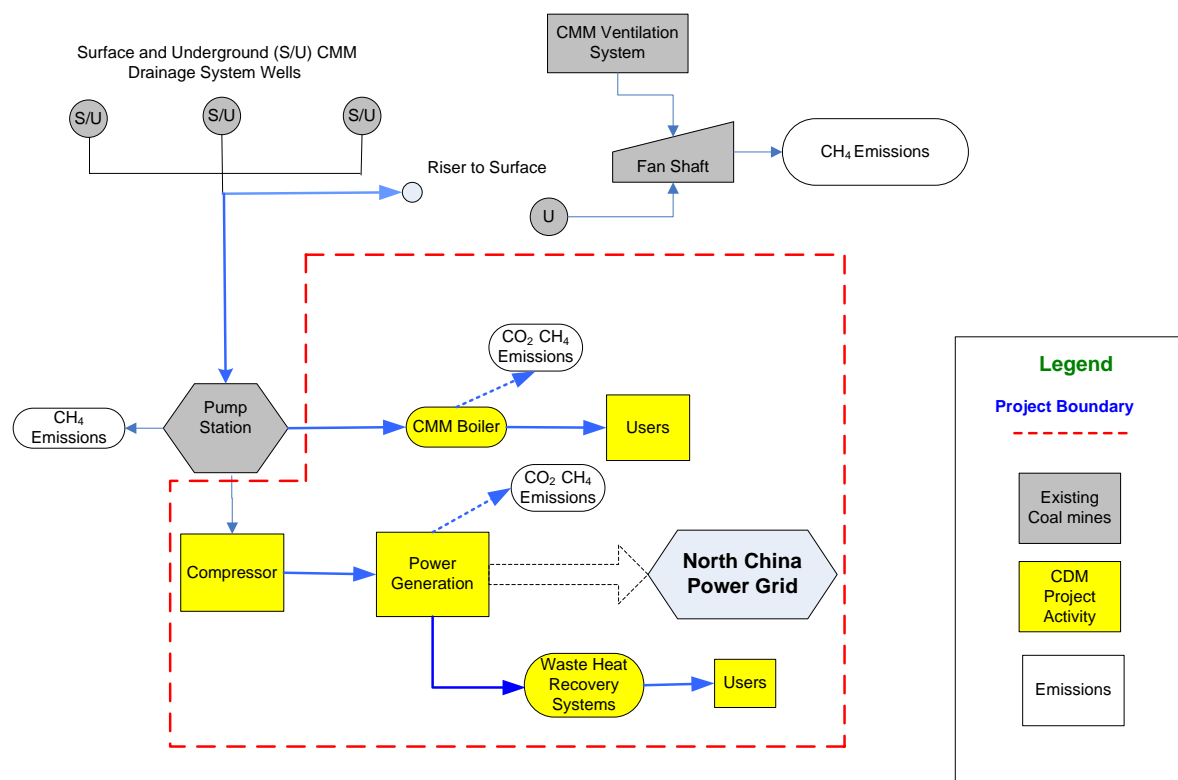 Surface and Underground (S/U) CMM
Drainage System Wells
S/U
S/U
S/U
CMM Ventilation
System
Fan Shaft
CH₄ Emissions
Riser to Surface
U
CO₂ CH₄
Emissions
Pump
Station
CH₄
Emissions
CMM Boiler
Users
CO₂ CH₄
Emissions
Compressor
Power
Generation
North China
Power Grid
Waste Heat
Recovery
Systems
Users
Legend
Project Boundary
Existing
Coal mines
CDM
Project
Activity
Emissions